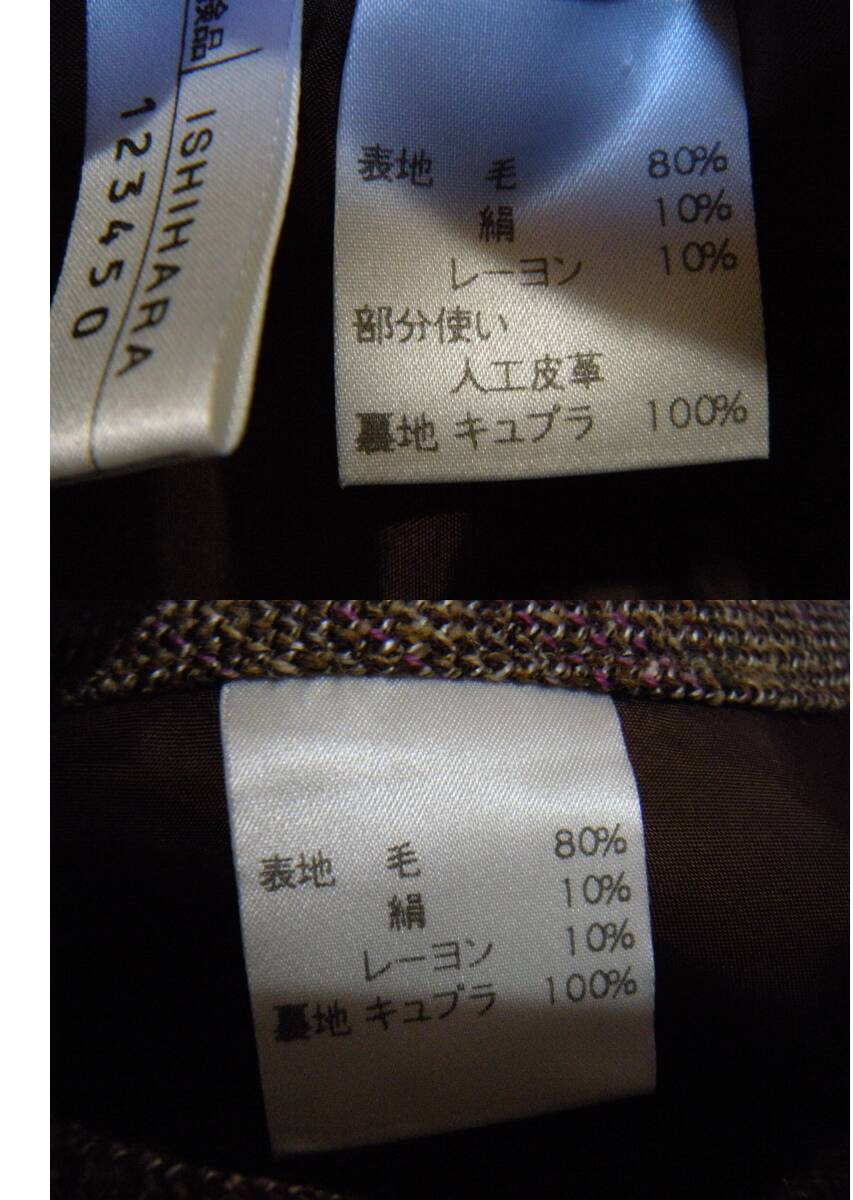 検品
ISHIHARA
123450
表地 毛 80%
絹 10%
レーヨン 10%
部分使い
人工皮革
裏地 キュプラ 100%
表地 毛 80%
絹 10%
レーヨン 10%
裏地 キュプラ 100%